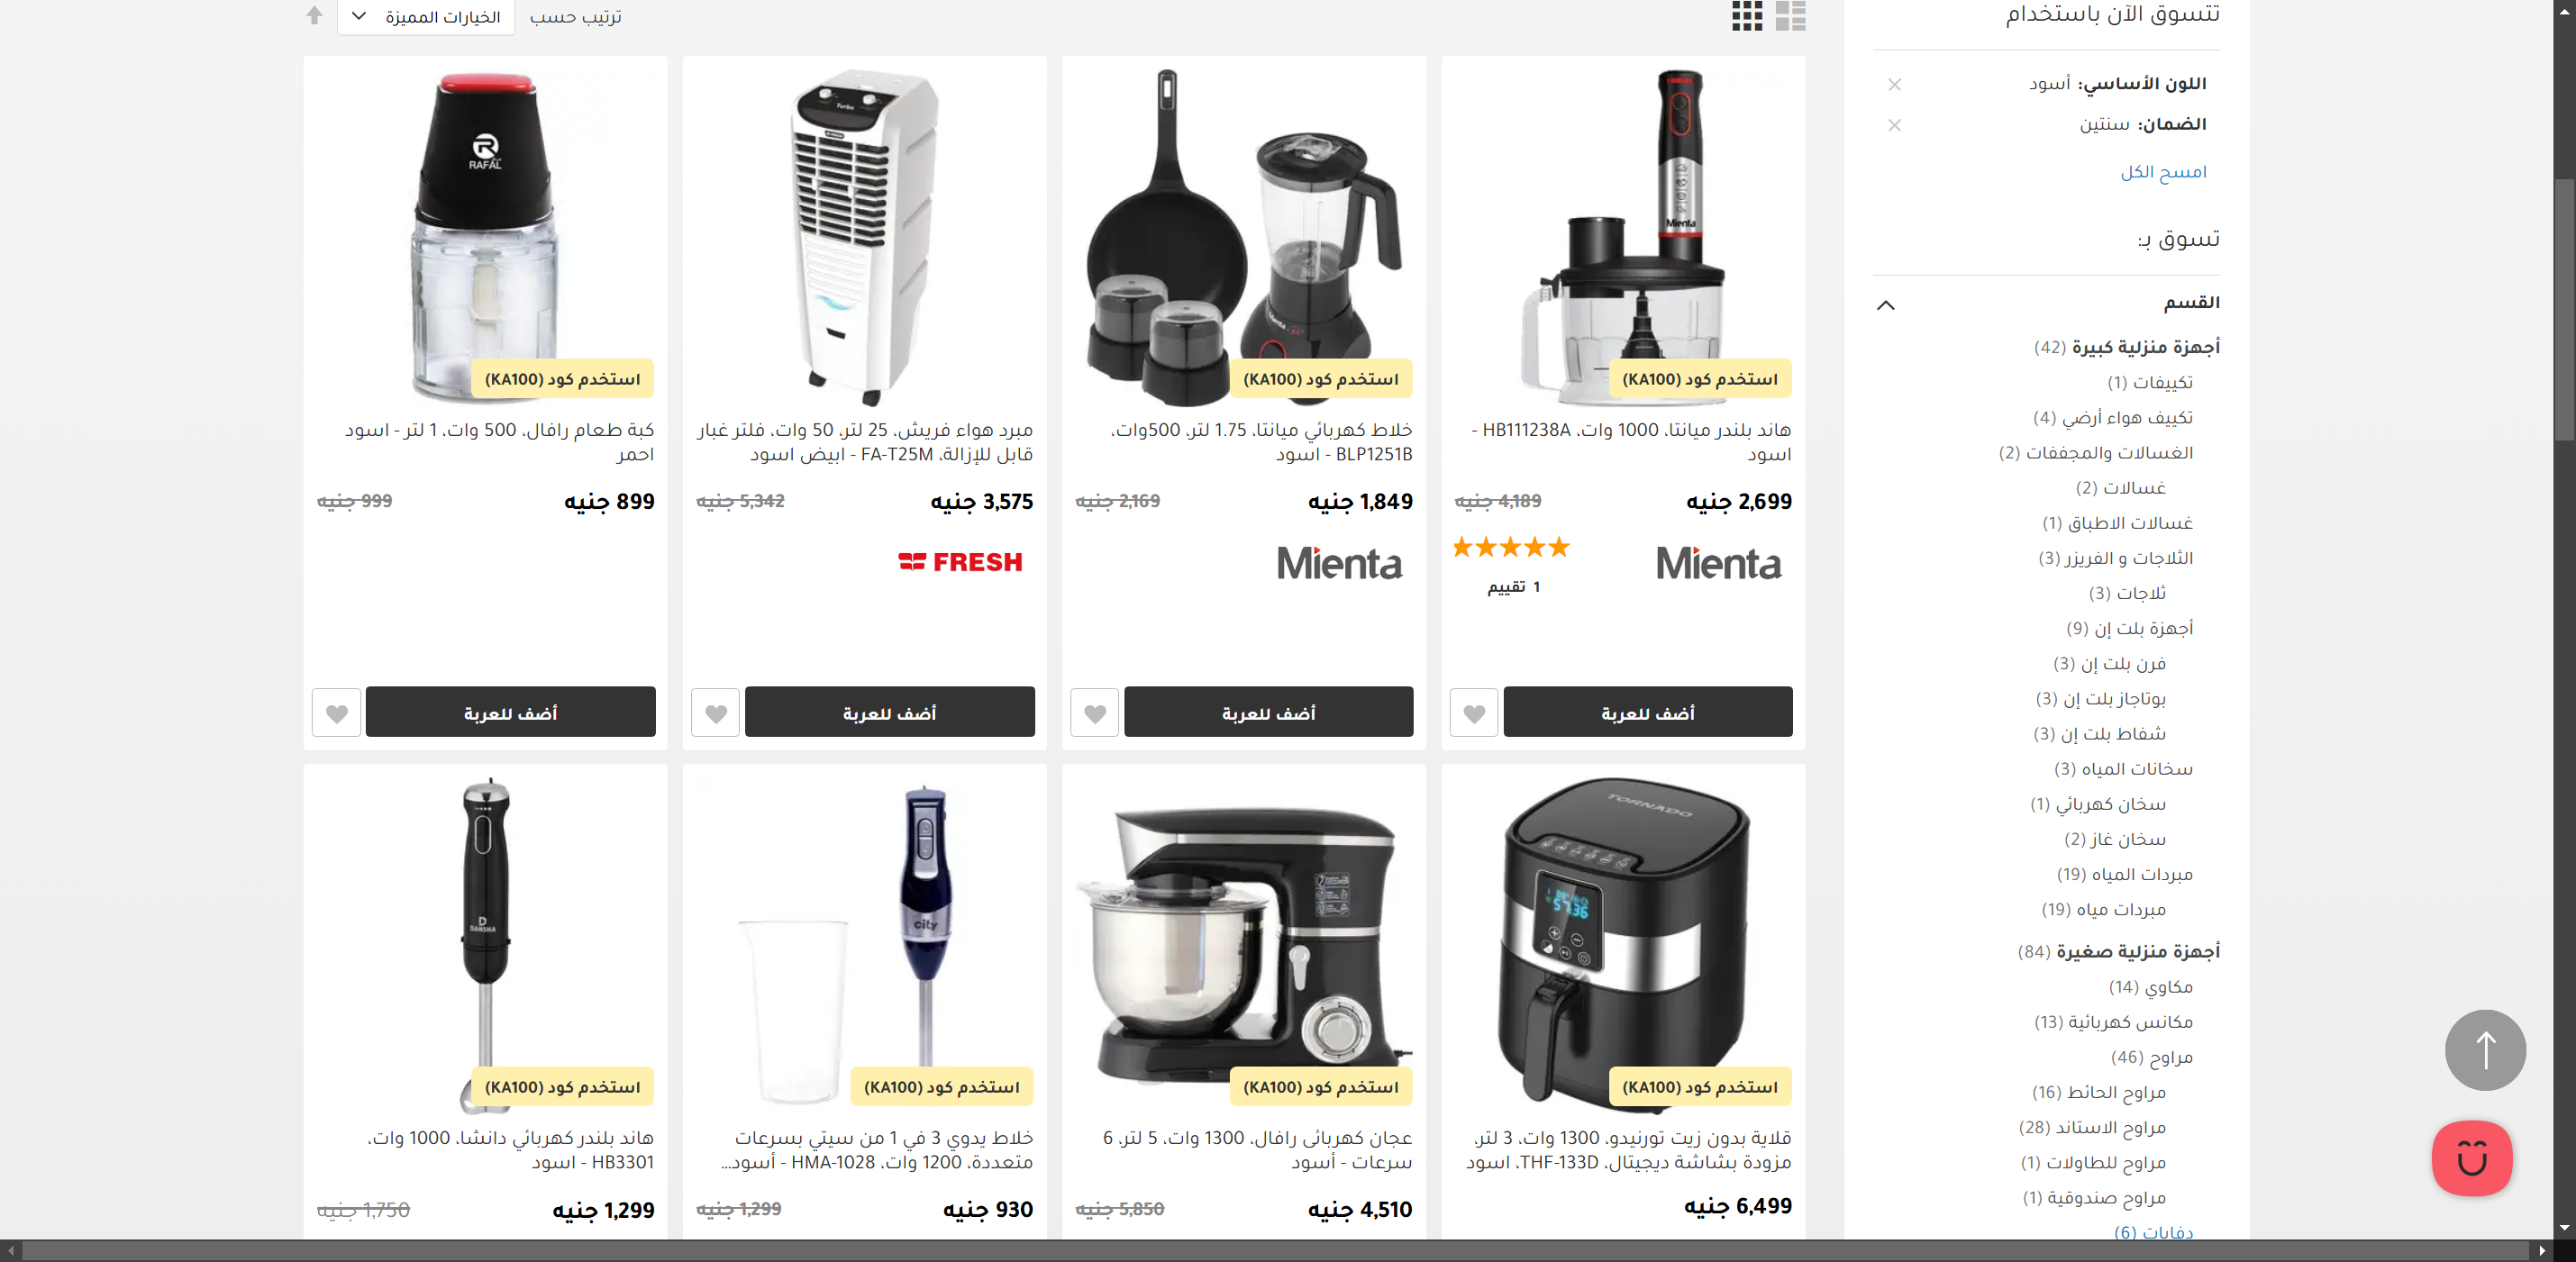 تتسوق الآن باستخدام
اللون الأساسي: أسود
الضمان: سنتين
امسح الكل
تسوق بـ:
القسم
أجهزة منزلية كبيرة (42)
تكييفات (1)
تكييف هواء أرضي (4)
الغسالات والمجففات (2)
غسالات (2)
غسالات الاطباق (1)
الثلاجات و الفريزر (3)
ثلاجات (3)
أجهزة بلت إن (9)
فرن بلت إن (3)
بوتاجاز بلت إن (3)
شفاط بلت إن (3)
سخانات المياه (3)
سخان كهربائي (1)
سخان غاز (2)
مبردات المياه (19)
مبردات مياه (19)
أجهزة منزلية صغيرة (84)
مكاوي (14)
مكانس كهربائية (13)
مراوح (46)
مراوح الحائط (16)
مراوح الاستاند (28)
مراوح للطاولات (1)
مراوح صندوقية (1)
دفايات (6)
ترتيب حسب
الخيارات المميزة
Mienta
استخدم كود (KA100)
هاند بلندر ميانتا، 1000 وات، HB111238A -
اسود
2,699 جنيه
4,189 جنيه
Mienta
1 تقييم
أضف للعربة
Mienta
استخدم كود (KA100)
خلاط كهربائي ميانتا، 1.75 لتر، 500وات،
BLP1251B - اسود
1,849 جنيه
2,169 جنيه
Mienta
أضف للعربة
Turbo
استخدم كود (KA100)
مبرد هواء فريش، 25 لتر، 50 وات، فلتر غبار
قابل للإزالة، FA-T25M - ابيض اسود
3,575 جنيه
5,342 جنيه
FRESH
أضف للعربة
RAFAL
استخدم كود (KA100)
كبة طعام رافال، 500 وات، 1 لتر - اسود
احمر
899 جنيه
999 جنيه
أضف للعربة
TORNADO
استخدم كود (KA100)
قلاية بدون زيت تورنيدو، 1300 وات، 3 لتر،
مزودة بشاشة ديجيتال، THF-133D، اسود
6,499 جنيه
استخدم كود (KA100)
عجان كهربائى رافال، 1300 وات، 5 لتر، 6
سرعات - أسود
4,510 جنيه
5,850 جنيه
city
استخدم كود (KA100)
خلاط يدوي 3 في 1 من سيتي بسرعات
متعددة، 1200 وات، HMA-1028 - أسود...
930 جنيه
1,299 جنيه
DANSHA
استخدم كود (KA100)
هاند بلندر كهربائي دانشا، 1000 وات،
HB3301 - اسود
1,299 جنيه
1,750 جنيه